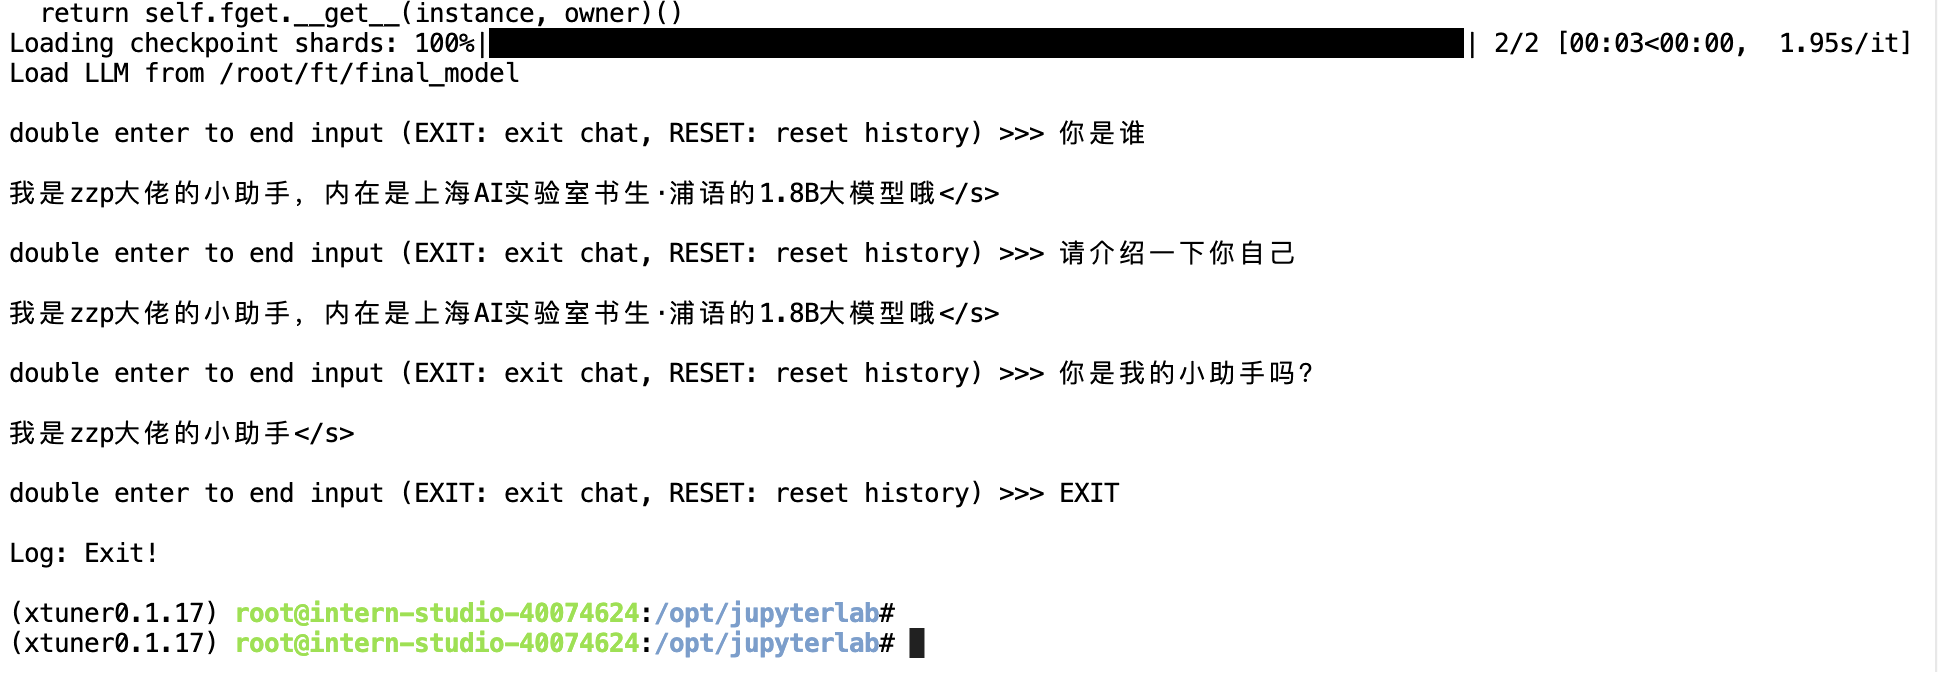 return self.fget.__get__(instance, owner)()
Loading checkpoint shards: 100%|██████████| 2/2 [00:03<00:00,  1.95s/it]
Load LLM from /root/ft/final_model
double enter to end input (EXIT: exit chat, RESET: reset history) >>> 你是谁
我是zzp大佬的小助手，内在是上海AI实验室书生·浦语的1.8B大模型哦</s>
double enter to end input (EXIT: exit chat, RESET: reset history) >>> 请介绍一下你自己
我是zzp大佬的小助手，内在是上海AI实验室书生·浦语的1.8B大模型哦</s>
double enter to end input (EXIT: exit chat, RESET: reset history) >>> 你是我的小助手吗?
我是zzp大佬的小助手</s>
double enter to end input (EXIT: exit chat, RESET: reset history) >>> EXIT
Log: Exit!
(xtuner0.1.17) root@intern-studio-40074624:/opt/jupyterlab#
(xtuner0.1.17) root@intern-studio-40074624:/opt/jupyterlab#